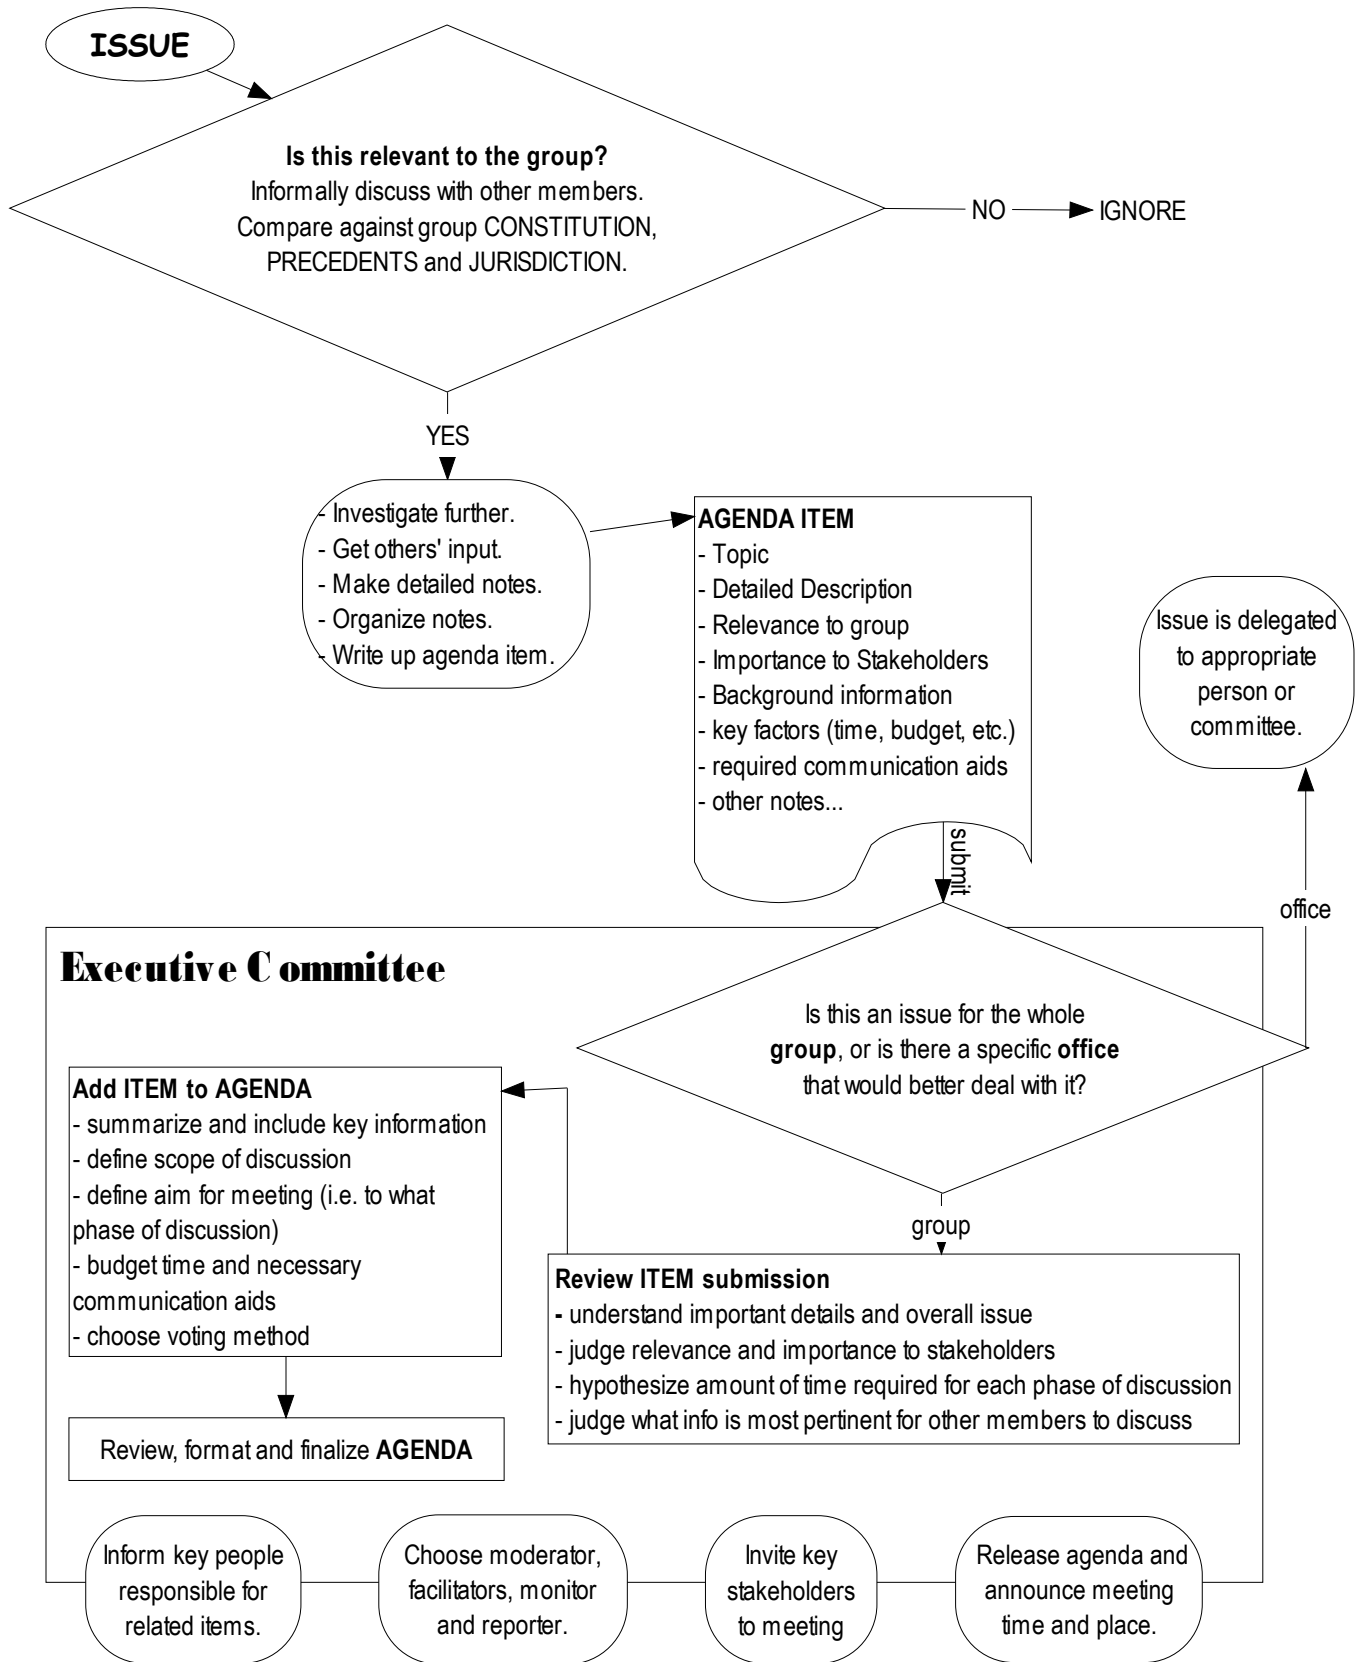 ISSUE
Is this relevant to the group?
Informally discuss with other members.
Compare against group CONSTITUTION,
PRECEDENTS and JURISDICTION.
NO
IGNORE
YES
- Investigate further.
- Get others' input.
- Make detailed notes.
- Organize notes.
- Write up agenda item.
AGENDA ITEM
- Topic
- Detailed Description
- Relevance to group
- Importance to Stakeholders
- Background information
- key factors (time, budget, etc.)
- required communication aids
- other notes...
submit
Issue is delegated
to appropriate
person or
committee.
office
Executive Committee
Is this an issue for the whole
group, or is there a specific office
that would better deal with it?
group
Review ITEM submission
- understand important details and overall issue
- judge relevance and importance to stakeholders
- hypothesize amount of time required for each phase of discussion
- judge what info is most pertinent for other members to discuss
Add ITEM to AGENDA
- summarize and include key information
- define scope of discussion
- define aim for meeting (i.e. to what
phase of discussion)
- budget time and necessary
communication aids
- choose voting method
Review, format and finalize AGENDA
Inform key people
responsible for
related items.
Choose moderator,
facilitators, monitor
and reporter.
Invite key
stakeholders
to meeting
Release agenda and
announce meeting
time and place.